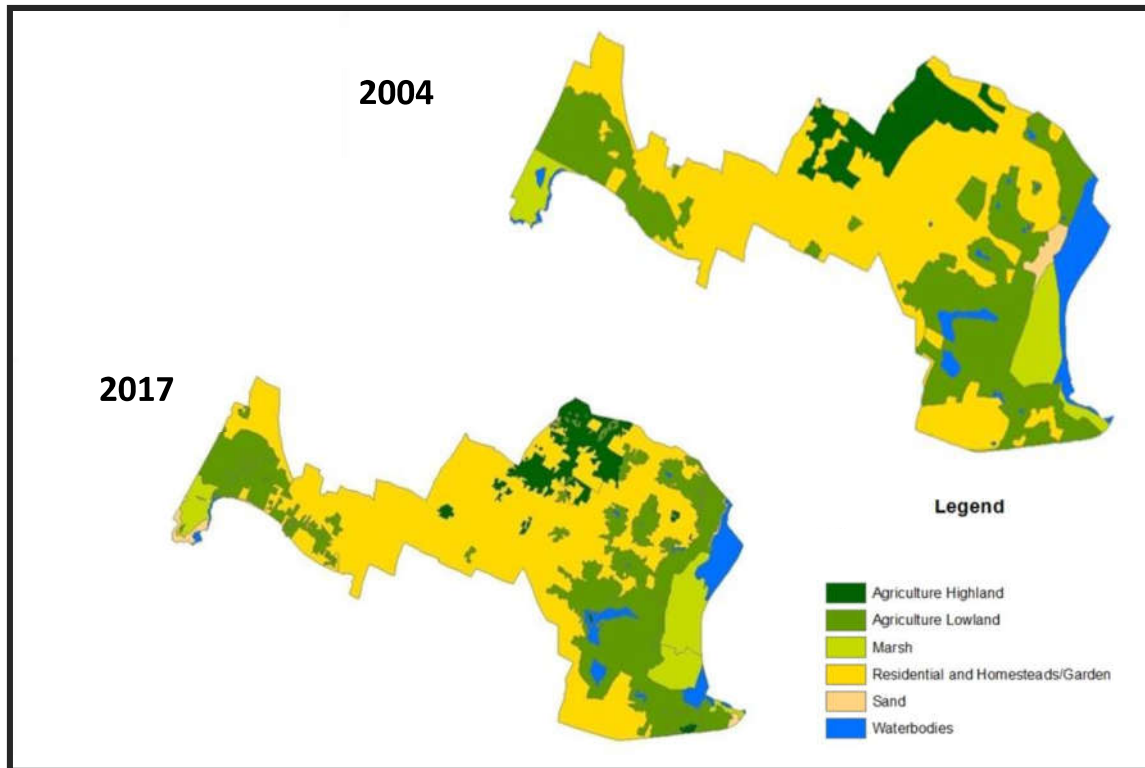 2004
2017
Legend
Agriculture Highland
Agriculture Lowland
Marsh
Residential and Homesteads/Garden
Sand
Waterbodies